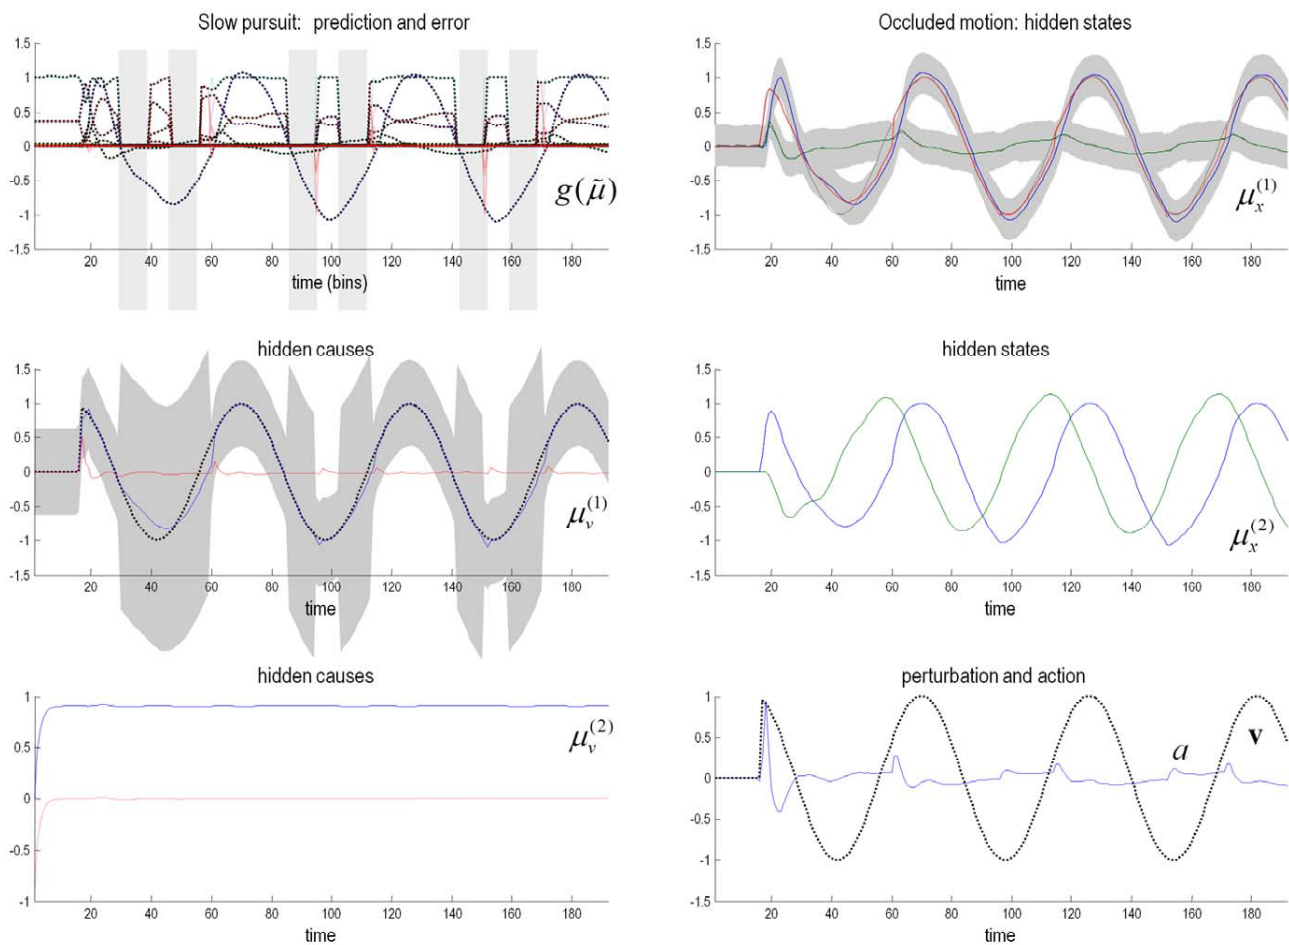 Slow pursuit: prediction and error
1.5
1
0.5
0
-0.5
-1
-1.5
g(μ̃)
20 40 60 80 100 120 140 160 180
time (bins)
Occluded motion: hidden states
1.5
1
0.5
0
-0.5
-1
-1.5
μx(1)
20 40 60 80 100 120 140 160 180
time
hidden causes
1.5
1
0.5
0
-0.5
-1
-1.5
μv(1)
20 40 60 80 100 120 140 160 180
time
hidden states
1.5
1
0.5
0
-0.5
-1
-1.5
μx(2)
20 40 60 80 100 120 140 160 180
time
hidden causes
1
0.5
0
-0.5
-1
μv(2)
20 40 60 80 100 120 140 160 180
time
perturbation and action
1
0.5
0
-0.5
-1
-1.5
a v
20 40 60 80 100 120 140 160 180
time